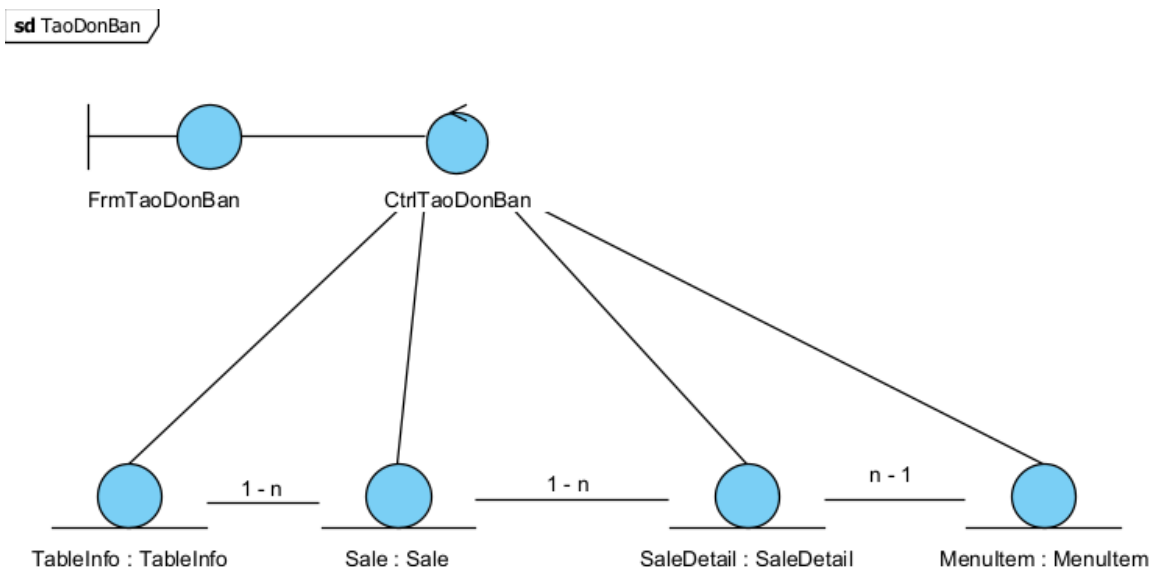 sd TaoDonBan
FrmTaoDonBan
CtrlTaoDonBan
1 - n
1 - n
n - 1
TableInfo : TableInfo
Sale : Sale
SaleDetail : SaleDetail
MenuItem : MenuItem